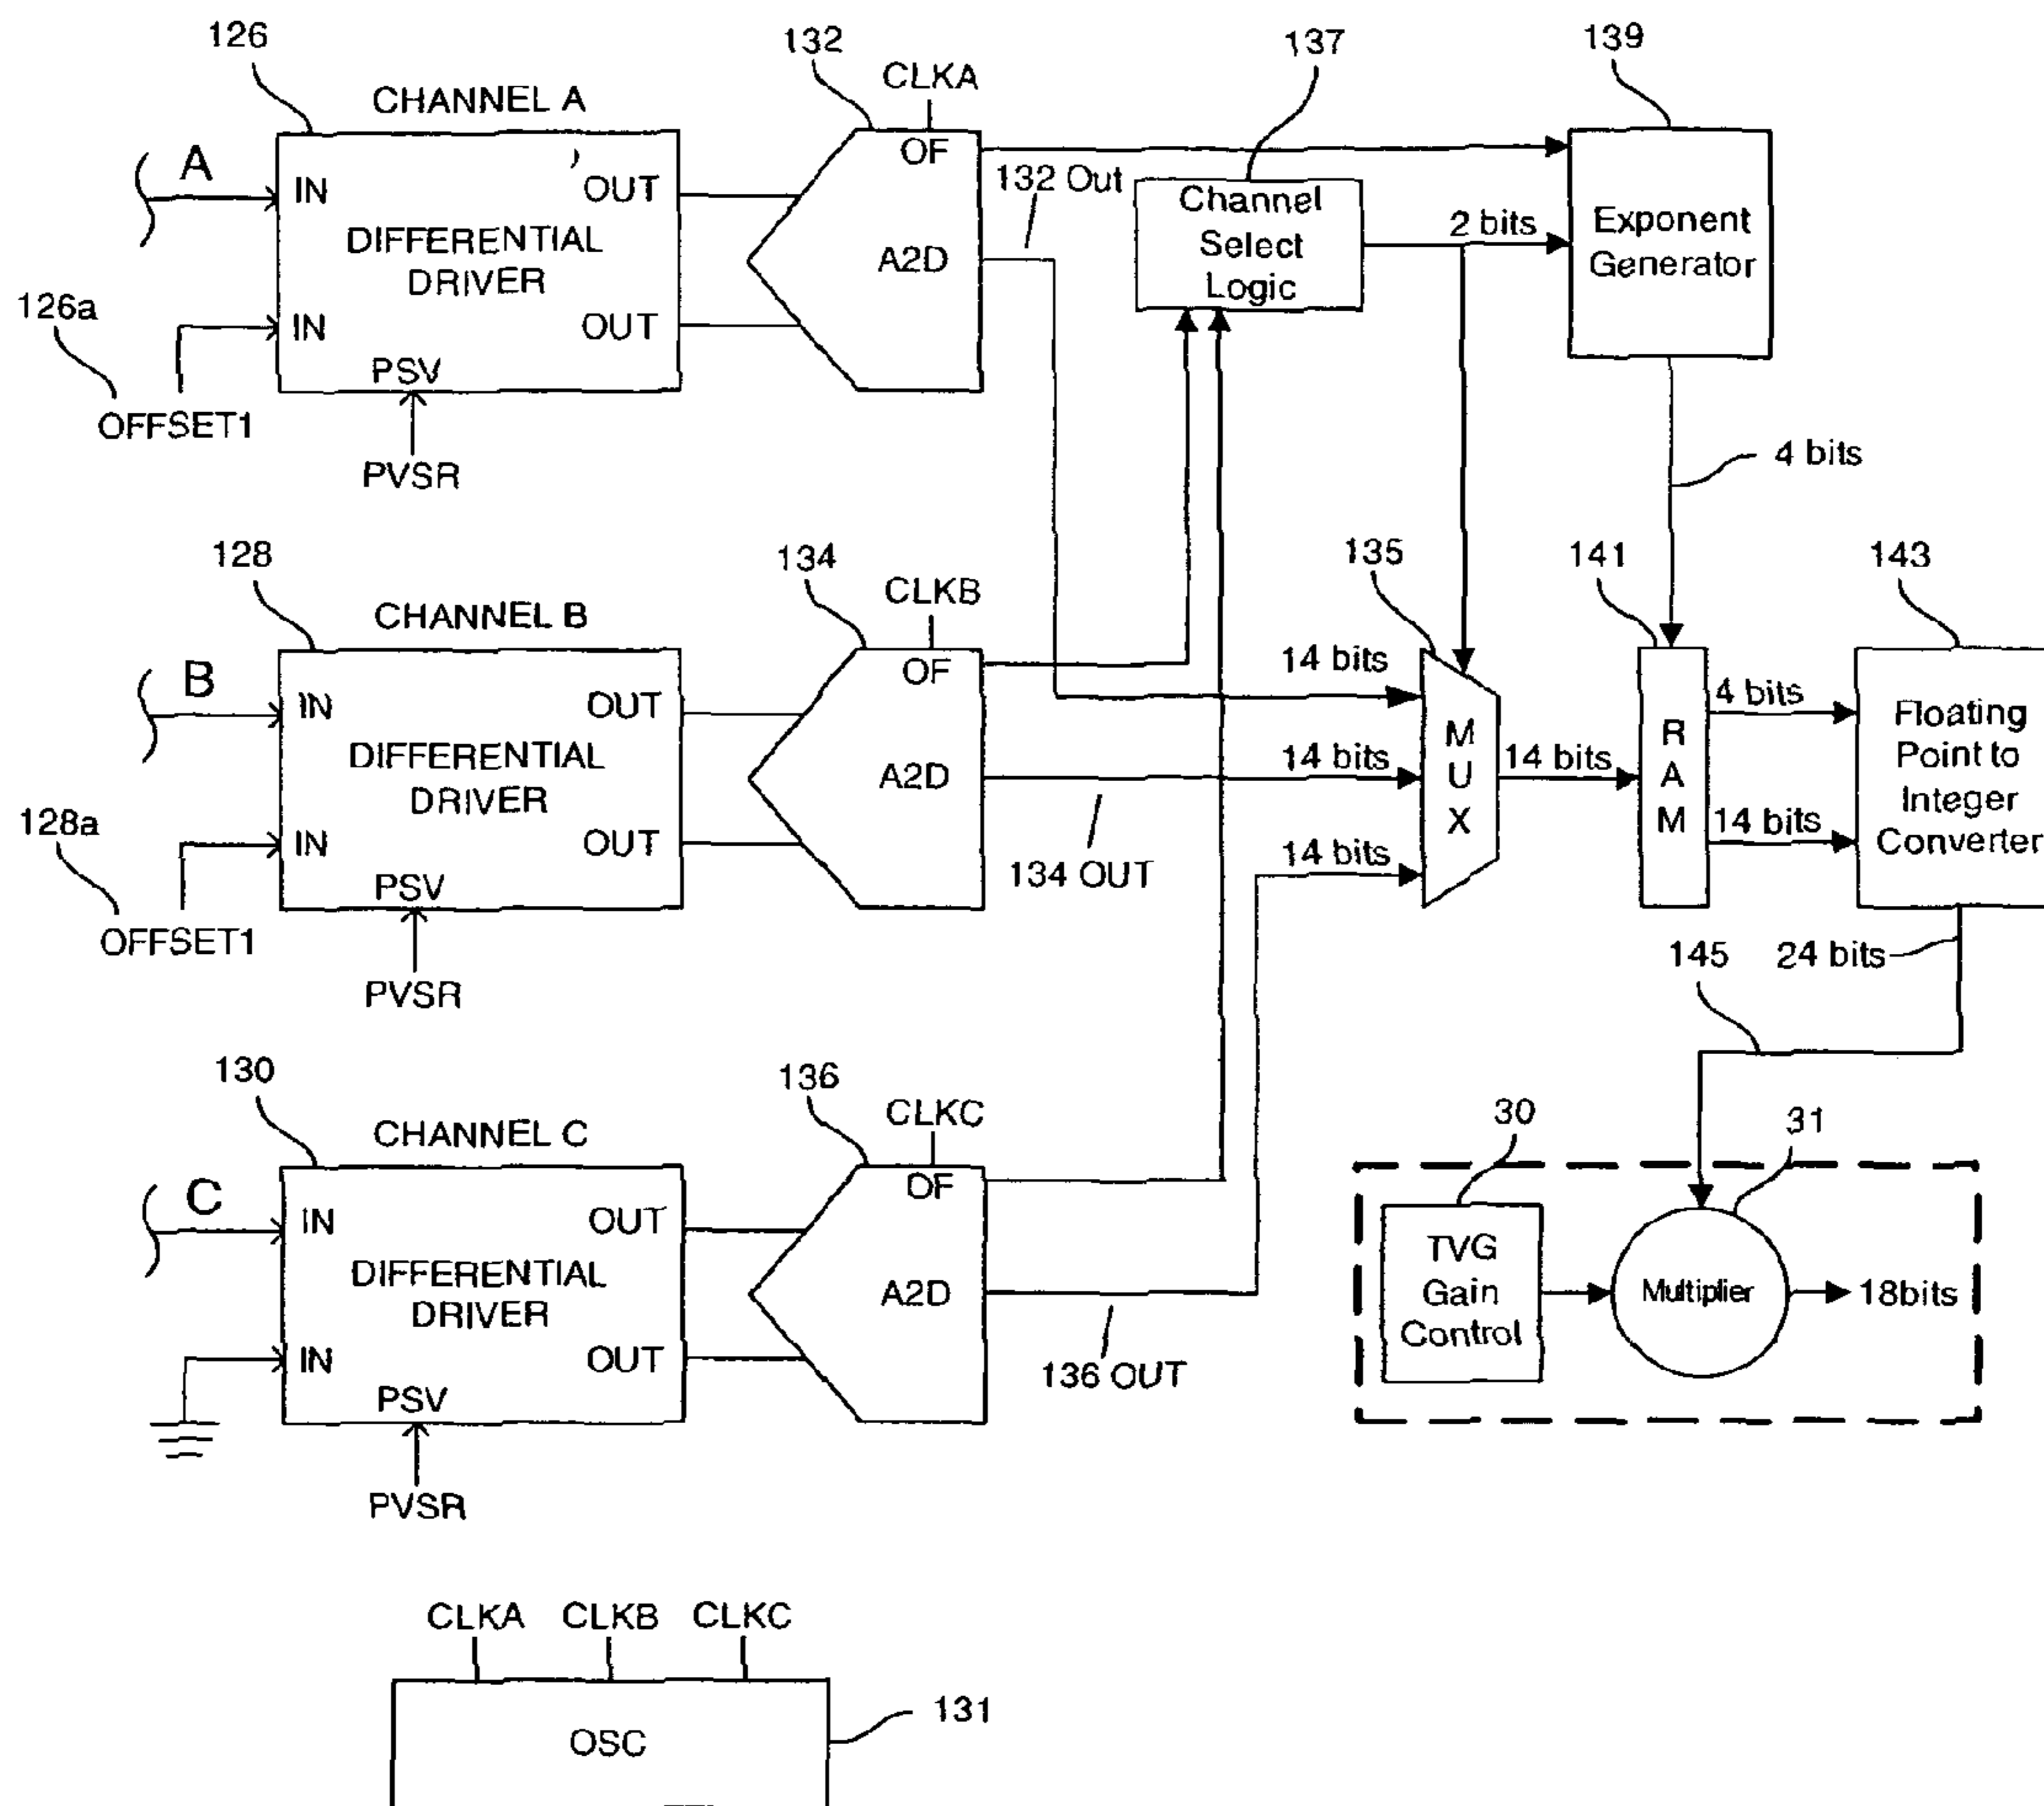 126
132
137
139
CHANNEL A
CLKA
A
IN
OUT
OF
132 Out
DIFFERENTIAL
DRIVER
A2D
Channel
Select
Logic
2 bits
Exponent
Generator
126a
IN
OUT
PSV
OFFSET1
PVSR
4 bits
128
134
135
141
143
CHANNEL B
CLKB
B
IN
OUT
OF
14 bits
DIFFERENTIAL
DRIVER
A2D
14 bits
M
U
X
14 bits
R
A
M
4 bits
14 bits
Floating
Point to
Integer
Converter
128a
IN
OUT
134 OUT
14 bits
PSV
OFFSET1
PVSR
145
24 bits
130
136
CHANNEL C
CLKC
30
31
C
IN
OUT
OF
DIFFERENTIAL
DRIVER
A2D
TVG
Gain
Control
Multiplier
18bits
IN
OUT
136 OUT
PSV
PVSR
CLKA CLKB CLKC
131
OSC